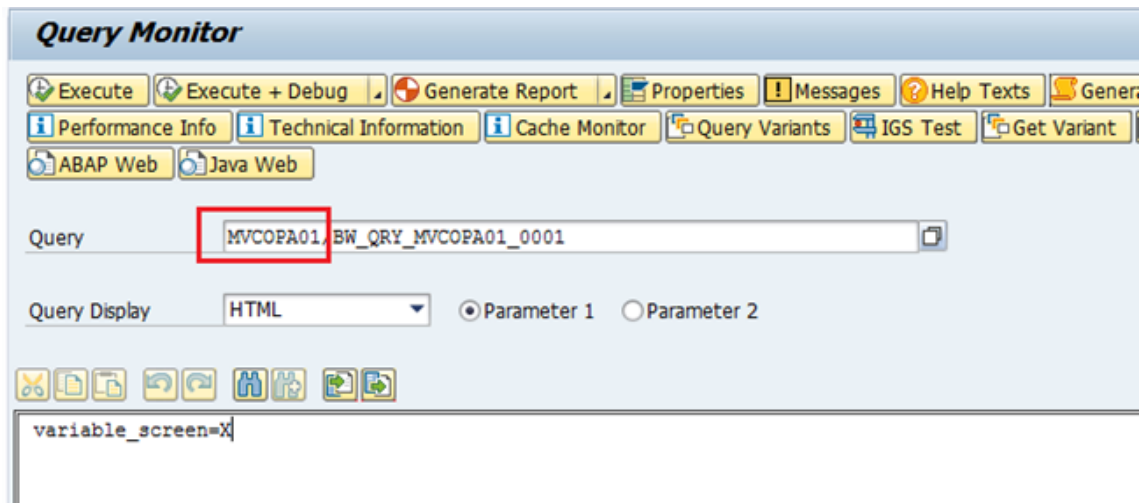 Query Monitor
Execute Execute + Debug Generate Report Properties Messages Help Texts Genera
Performance Info Technical Information Cache Monitor Query Variants IGS Test Get Variant
ABAP Web Java Web
Query MVCOPA01/BW_QRY_MVCOPA01_0001
Query Display HTML Parameter 1 Parameter 2
variable_screen=X